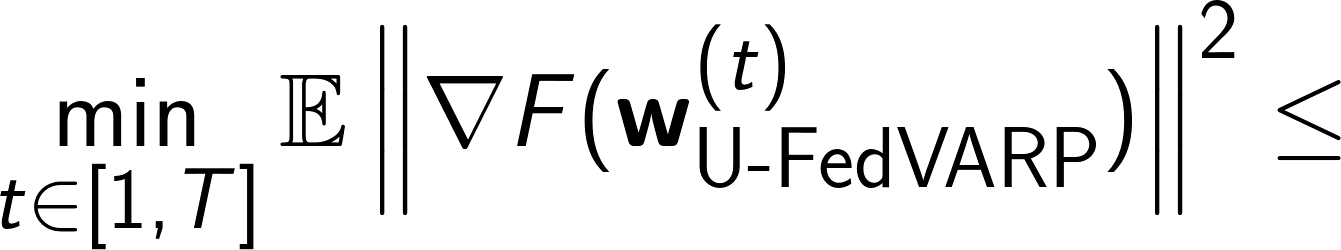 min_{t∈[1,T]} 𝔼 ‖∇F(𝐰^{(t)}_{U-FedVARP})‖² ≤